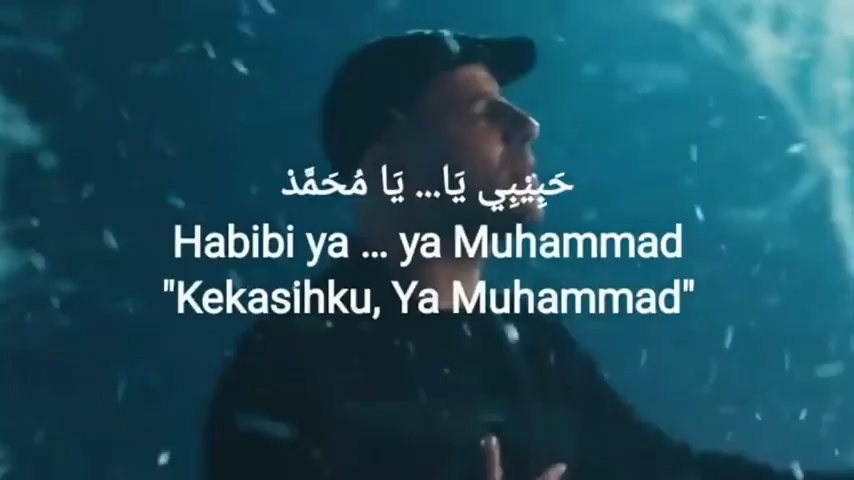 حَبِيْبِي يَا... يَا مُحَمَّدْ
Habibi ya ... ya Muhammad
"Kekasihku, Ya Muhammad"